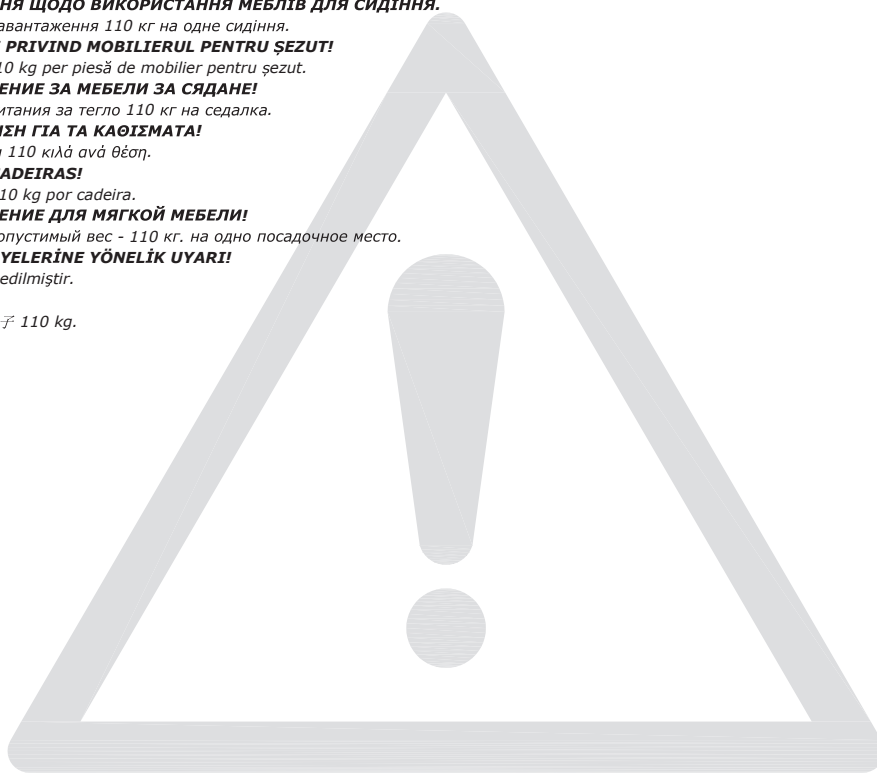 НЯ ЩОДО ВИКОРИСТАННЯ МЕБЛІВ ДЛЯ СИДІННЯ.
авантаження 110 кг на одне сидіння.
PRIVIND MOBILIERUL PENTRU ȘEZUT!
10 kg per piesă de mobilier pentru șezut.
ЕНИЕ ЗА МЕБЕЛИ ЗА СЯДАНЕ!
итания за тегло 110 кг на седалка.
ΣΗ ΓΙΑ ΤΑ ΚΑΘΙΣΜΑΤΑ!
110 κιλά ανά θέση.
ADEIRAS!
10 kg por cadeira.
ЕНИЕ ДЛЯ МЯГКОЙ МЕБЕЛИ!
опустимый вес - 110 кг. на одно посадочное место.
YELERİNE YÖNELİK UYARI!
edilmiştir.
子 110 kg.